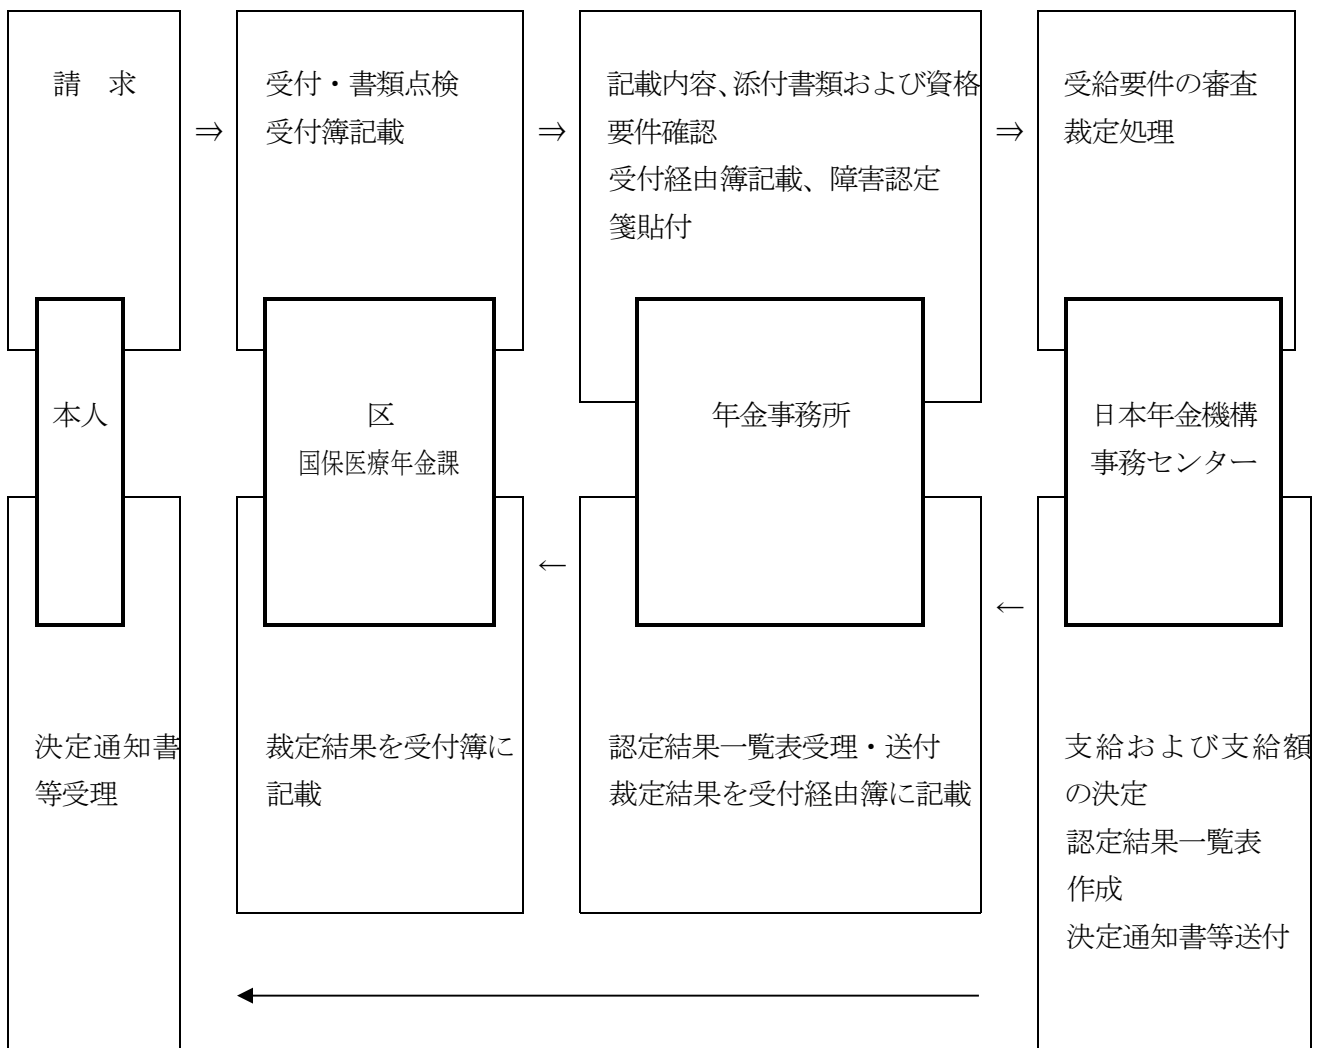 請　求
⇒
受付・書類点検
受付簿記載
⇒
記載内容、添付書類および資格
要件確認
受付経由簿記載、障害認定
箋貼付
⇒
受給要件の審査
裁定処理
本人
区
国保医療年金課
年金事務所
日本年金機構
事務センター
←
←
決定通知書
等受理
裁定結果を受付簿に
記載
認定結果一覧表受理・送付
裁定結果を受付経由簿に記載
支給および支給額
の決定
認定結果一覧表
作成
決定通知書等送付